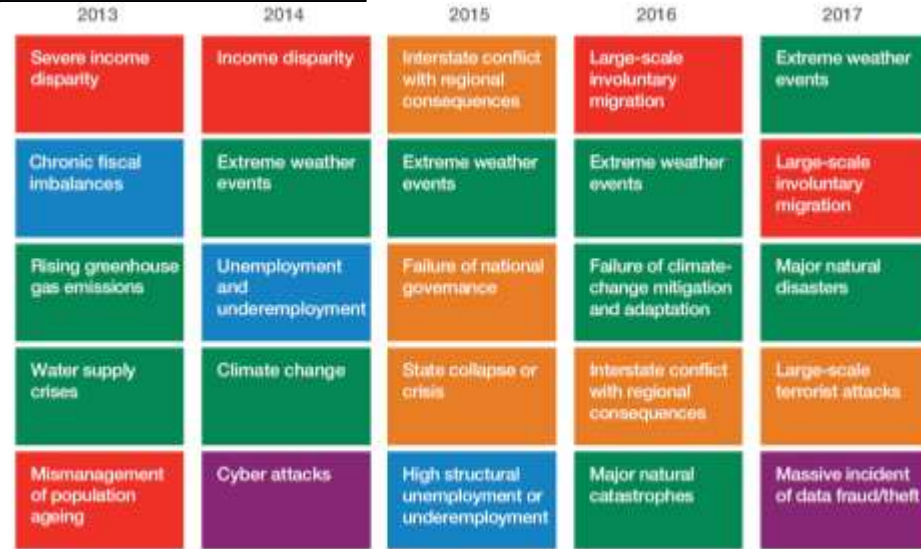 2013
2014
2015
2016
2017
Severe income
disparity
Income disparity
Interstate conflict
with regional
consequences
Large-scale
involuntary
migration
Extreme weather
events
Chronic fiscal
imbalances
Extreme weather
events
Extreme weather
events
Extreme weather
events
Large-scale
involuntary
migration
Rising greenhouse
gas emissions
Unemployment
and
underemployment
Failure of national
governance
Failure of climate-
change mitigation
and adaptation
Major natural
disasters
Water supply
crises
Climate change
State collapse or
crisis
Interstate conflict
with regional
consequences
Large-scale
terrorist attacks
Mismanagement
of population
ageing
Cyber attacks
High structural
unemployment or
underemployment
Major natural
catastrophes
Massive incident
of data fraud/theft